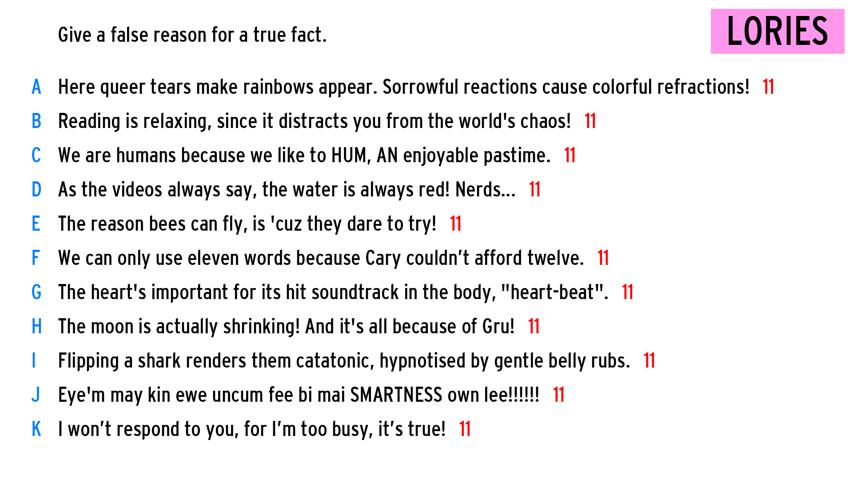 Give a false reason for a true fact.
LORIES
A Here queer tears make rainbows appear. Sorrowful reactions cause colorful refractions! 11
B Reading is relaxing, since it distracts you from the world's chaos! 11
C We are humans because we like to HUM, AN enjoyable pastime. 11
D As the videos always say, the water is always red! Nerds... 11
E The reason bees can fly, is 'cuz they dare to try! 11
F We can only use eleven words because Cary couldn’t afford twelve. 11
G The heart's important for its hit soundtrack in the body, "heart-beat". 11
H The moon is actually shrinking! And it's all because of Gru! 11
I Flipping a shark renders them catatonic, hypnotised by gentle belly rubs. 11
J Eye'm may kin ewe uncum fee bi mai SMARTNESS own lee!!!!!! 11
K I won’t respond to you, for I’m too busy, it’s true! 11